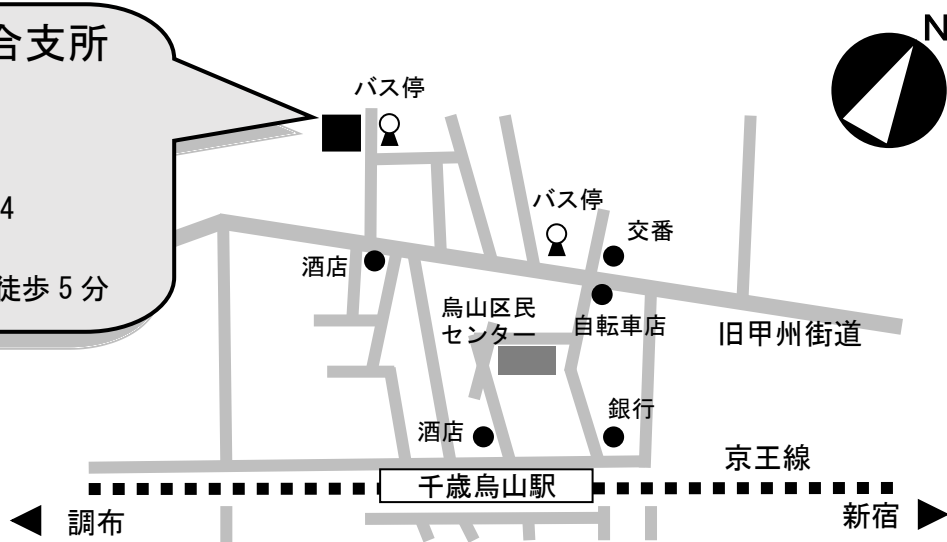 合支所
4
徒歩5分
N
バス停
バス停
交番
酒店
烏山区民
センター
自転車店
旧甲州街道
銀行
酒店
京王線
千歳烏山駅
調布
新宿